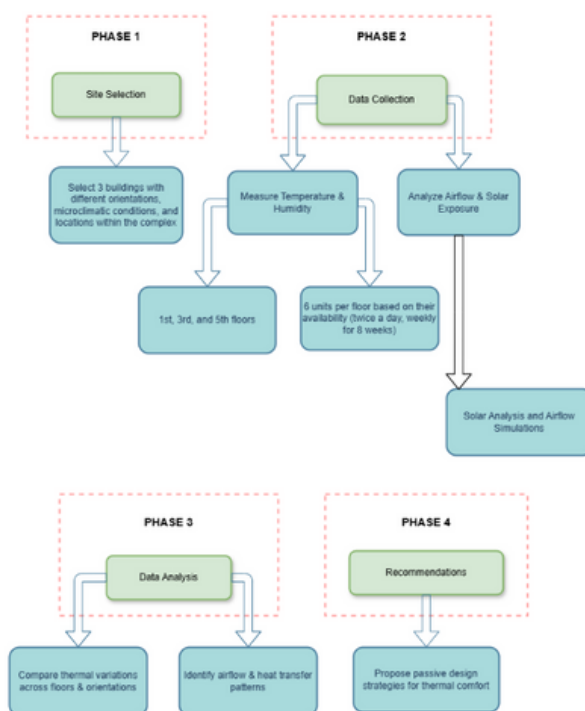 PHASE 1
Site Selection
Select 3 buildings with
different orientations,
microclimatic conditions, and
locations within the complex
PHASE 2
Data Collection
Measure Temperature &
Humidity
Analyze Airflow & Solar
Exposure
1st, 3rd, and 5th floors
6 units per floor based on their
availability (twice a day, weekly
for 8 weeks)
Solar Analysis and Airflow
Simulations
PHASE 3
Data Analysis
Compare thermal variations
across floors & orientations
Identify airflow & heat transfer
patterns
PHASE 4
Recommendations
Propose passive design
strategies for thermal comfort